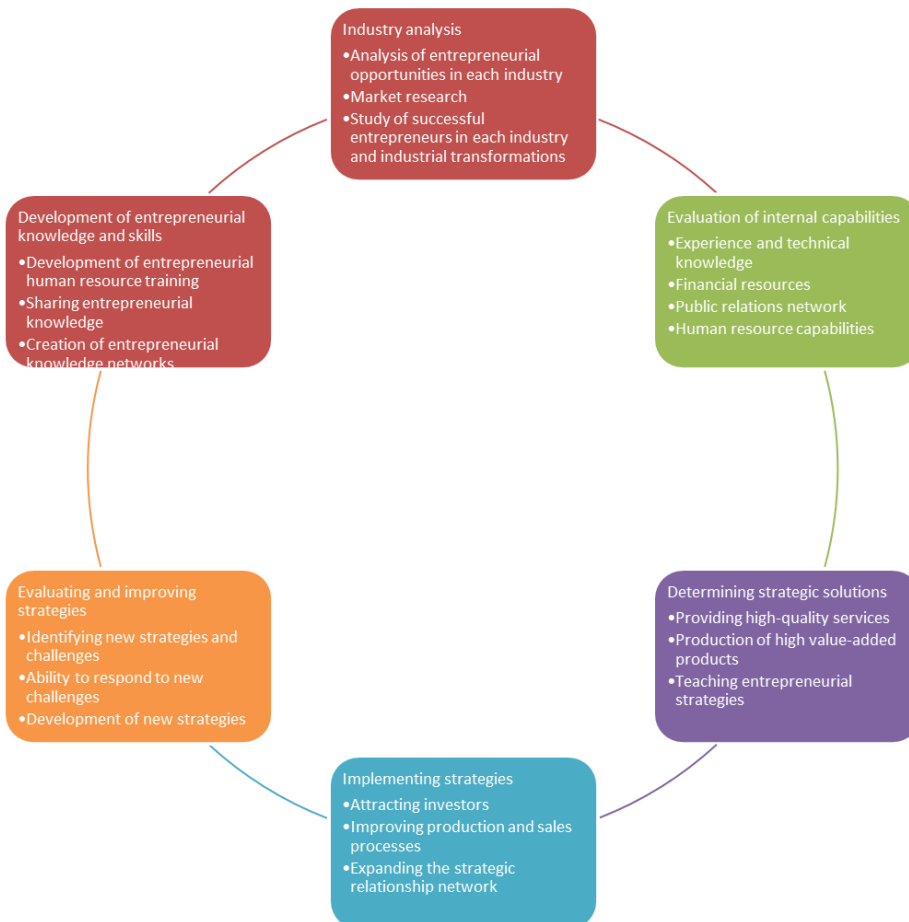 Industry analysis
•Analysis of entrepreneurial
opportunities in each industry
•Market research
•Study of successful
entrepreneurs in each industry
and industrial transformations
Evaluation of internal capabilities
•Experience and technical
knowledge
•Financial resources
•Public relations network
•Human resource capabilities
Determining strategic solutions
•Providing high-quality services
•Production of high value-added
products
•Teaching entrepreneurial
strategies
Implementing strategies
•Attracting investors
•Improving production and sales
processes
•Expanding the strategic
relationship network
Evaluating and improving
strategies
•Identifying new strategies and
challenges
•Ability to respond to new
challenges
•Development of new strategies
Development of entrepreneurial
knowledge and skills
•Development of entrepreneurial
human resource training
•Sharing entrepreneurial
knowledge
•Creation of entrepreneurial
knowledge networks